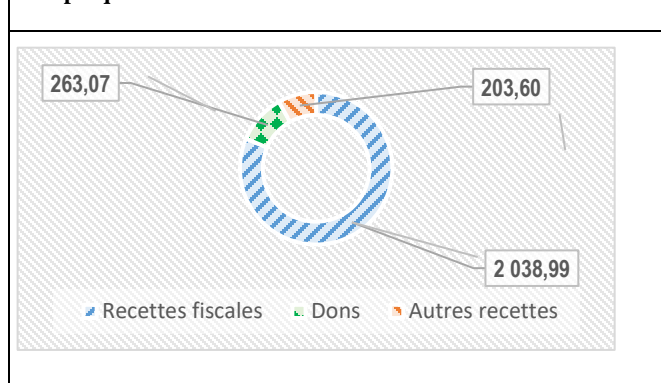 263,07
203,60
2 038,99
Recettes fiscales
Dons
Autres recettes